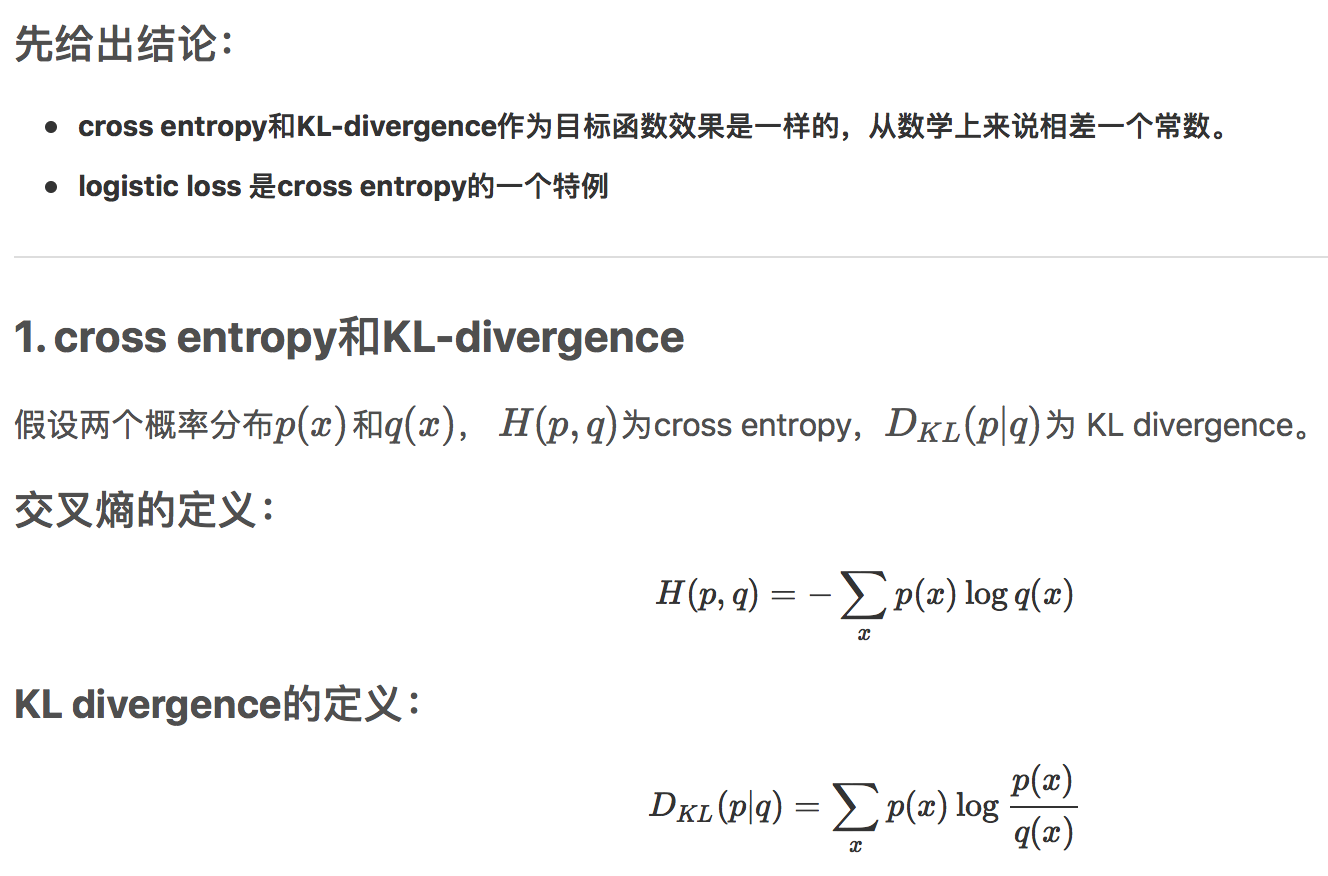 先给出结论：
• cross entropy和KL-divergence作为目标函数效果是一样的，从数学上来说相差一个常数。
• logistic loss 是cross entropy的一个特例
1. cross entropy和KL-divergence
假设两个概率分布p(x)和q(x)， H(p,q)为cross entropy，D_{KL}(p|q)为 KL divergence。
交叉熵的定义：
H(p,q) = -\sum_{x} p(x) \log q(x)
KL divergence的定义：
D_{KL}(p|q) = \sum_{x} p(x) \log \frac{p(x)}{q(x)}